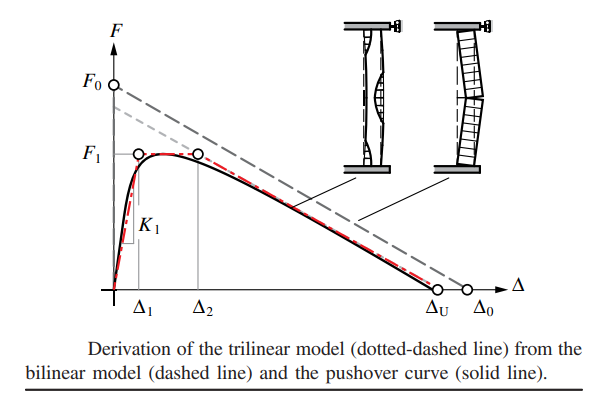 F
F₀
F₁
K₁
Δ
Δ₁
Δ₂
Δ_U
Δ₀
Derivation of the trilinear model (dotted-dashed line) from the
bilinear model (dashed line) and the pushover curve (solid line).